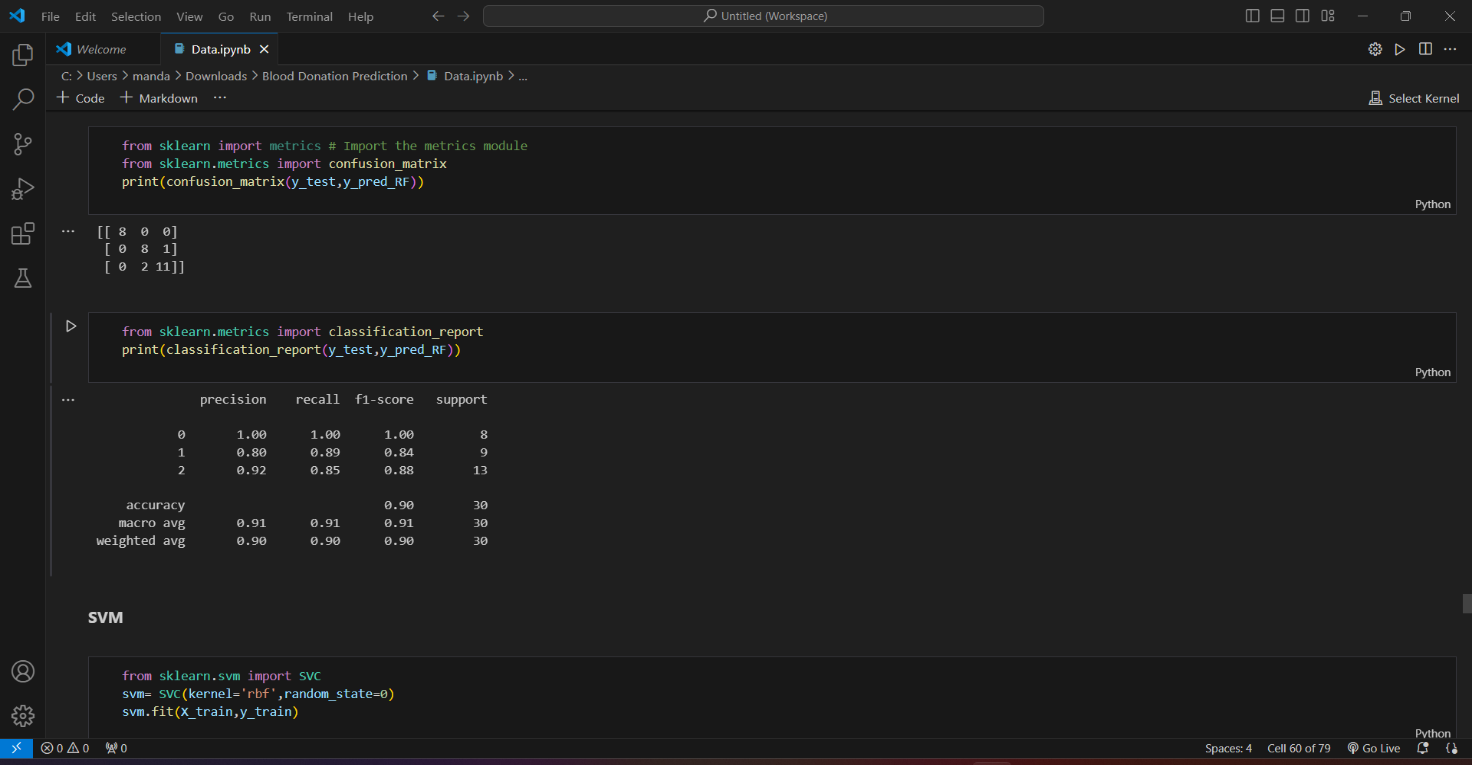 File Edit Selection View Go Run Terminal Help
Untitled (Workspace)
Welcome
Data.ipynb
C: > Users > manda > Downloads > Blood Donation Prediction > Data.ipynb > ...
+ Code + Markdown ...
Select Kernel
from sklearn import metrics # Import the metrics module
from sklearn.metrics import confusion_matrix
print(confusion_matrix(y_test,y_pred_RF))
Python
... [[ 8 0 0]
[ 0 8 1]
[ 0 2 11]]
from sklearn.metrics import classification_report
print(classification_report(y_test,y_pred_RF))
Python
... precision recall f1-score support
0 1.00 1.00 1.00 8
1 0.80 0.89 0.84 9
2 0.92 0.85 0.88 13
accuracy 0.90 30
macro avg 0.91 0.91 0.91 30
weighted avg 0.90 0.90 0.90 30
SVM
from sklearn.svm import SVC
svm= SVC(kernel='rbf',random_state=0)
svm.fit(X_train,y_train)
Python
0 0 0
Spaces: 4 Cell 60 of 79 Go Live